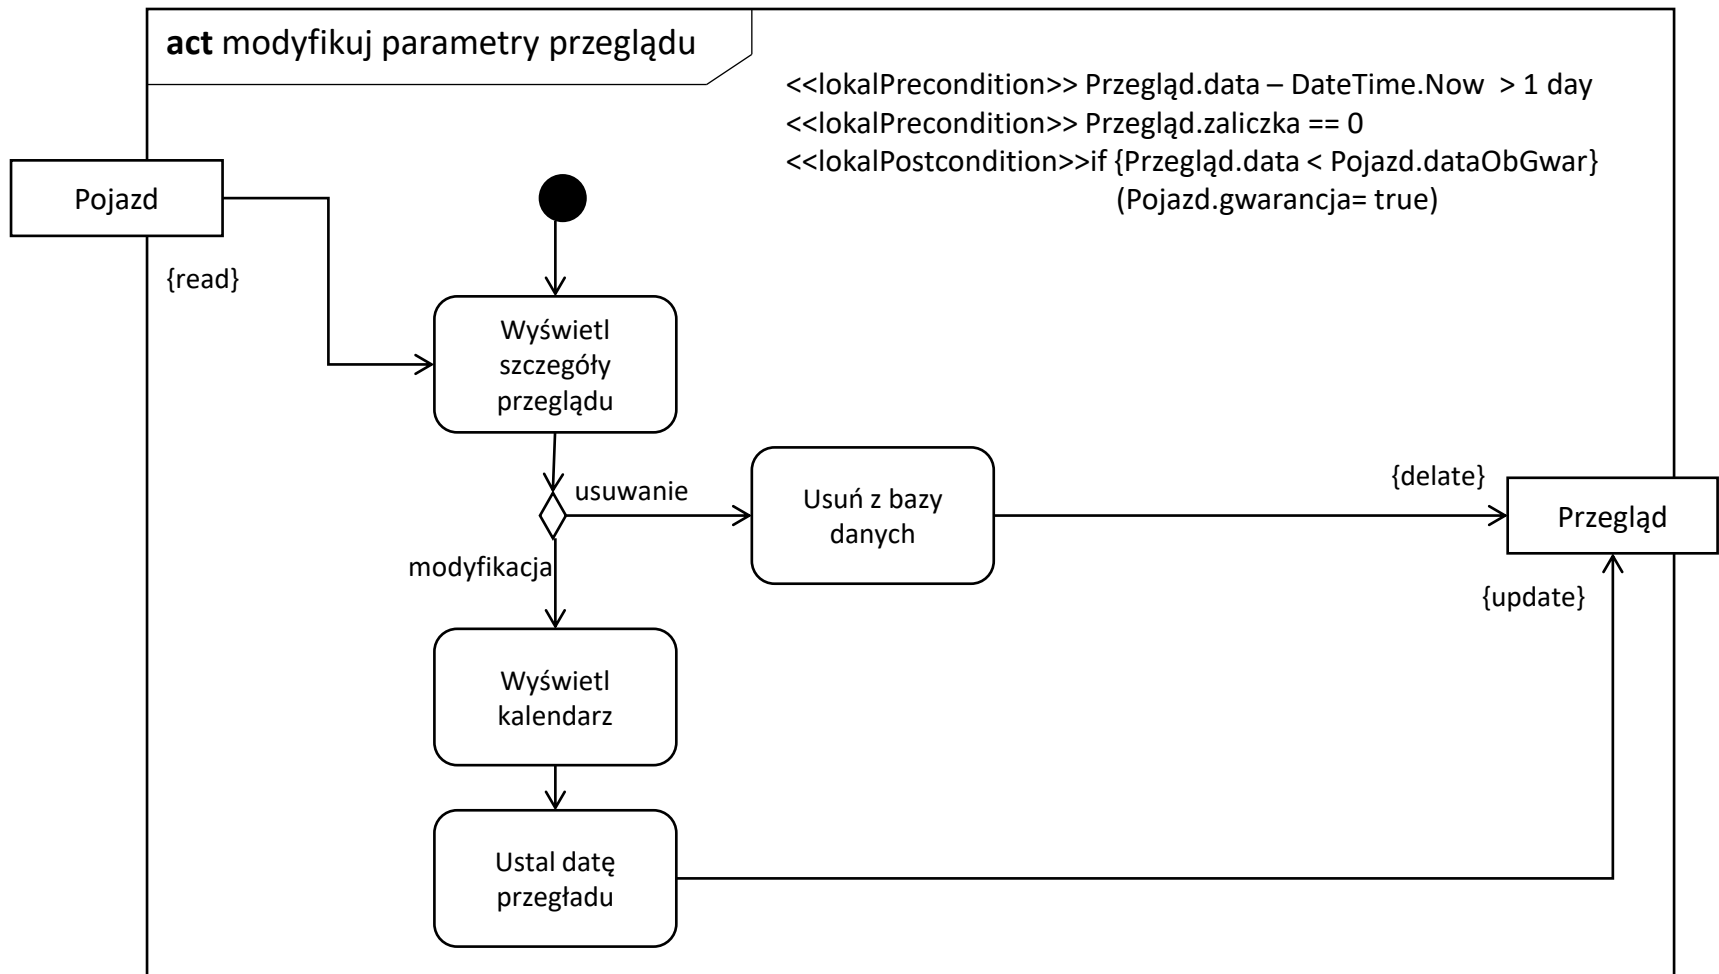 act modyfikuj parametry przeglądu
<<lokalPrecondition>> Przegląd.data – DateTime.Now  > 1 day
<<lokalPrecondition>> Przegląd.zaliczka == 0
<<lokalPostcondition>>if {Przegląd.data < Pojazd.dataObGwar}
(Pojazd.gwarancja= true)
Pojazd
{read}
Wyświetl
szczegóły
przeglądu
usuwanie
Usuń z bazy
danych
{delate}
Przegląd
modyfikacja
{update}
Wyświetl
kalendarz
Ustal datę
przegładu